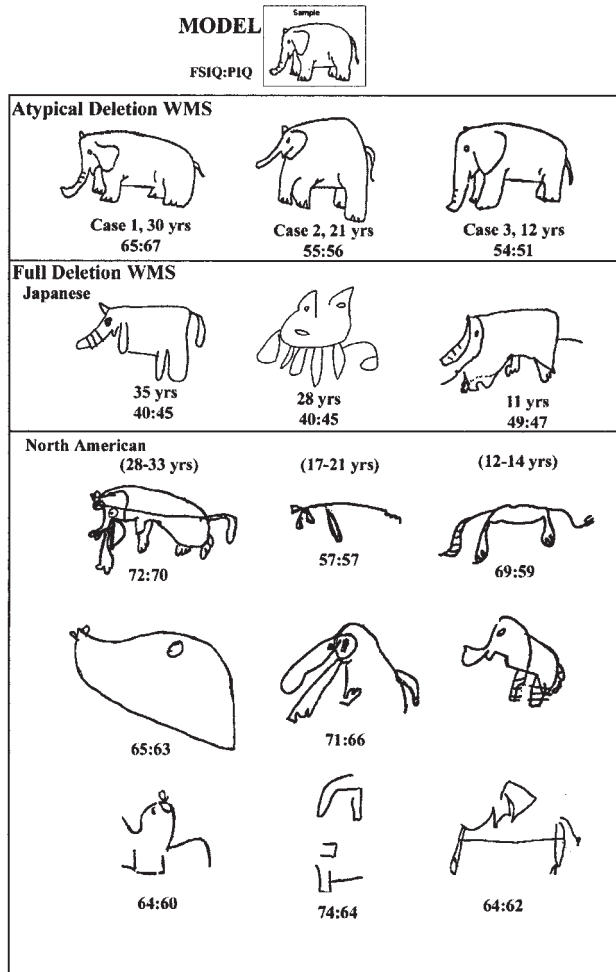 MODEL
Sample
FSIQ:PIQ
Atypical Deletion WMS
Case 1, 30 yrs
65:67
Case 2, 21 yrs
55:56
Case 3, 12 yrs
54:51
Full Deletion WMS
Japanese
35 yrs
40:45
28 yrs
40:45
11 yrs
49:47
North American
(28-33 yrs) (17-21 yrs) (12-14 yrs)
72:70
57:57
69:59
65:63
71:66
64:60
74:64
64:62